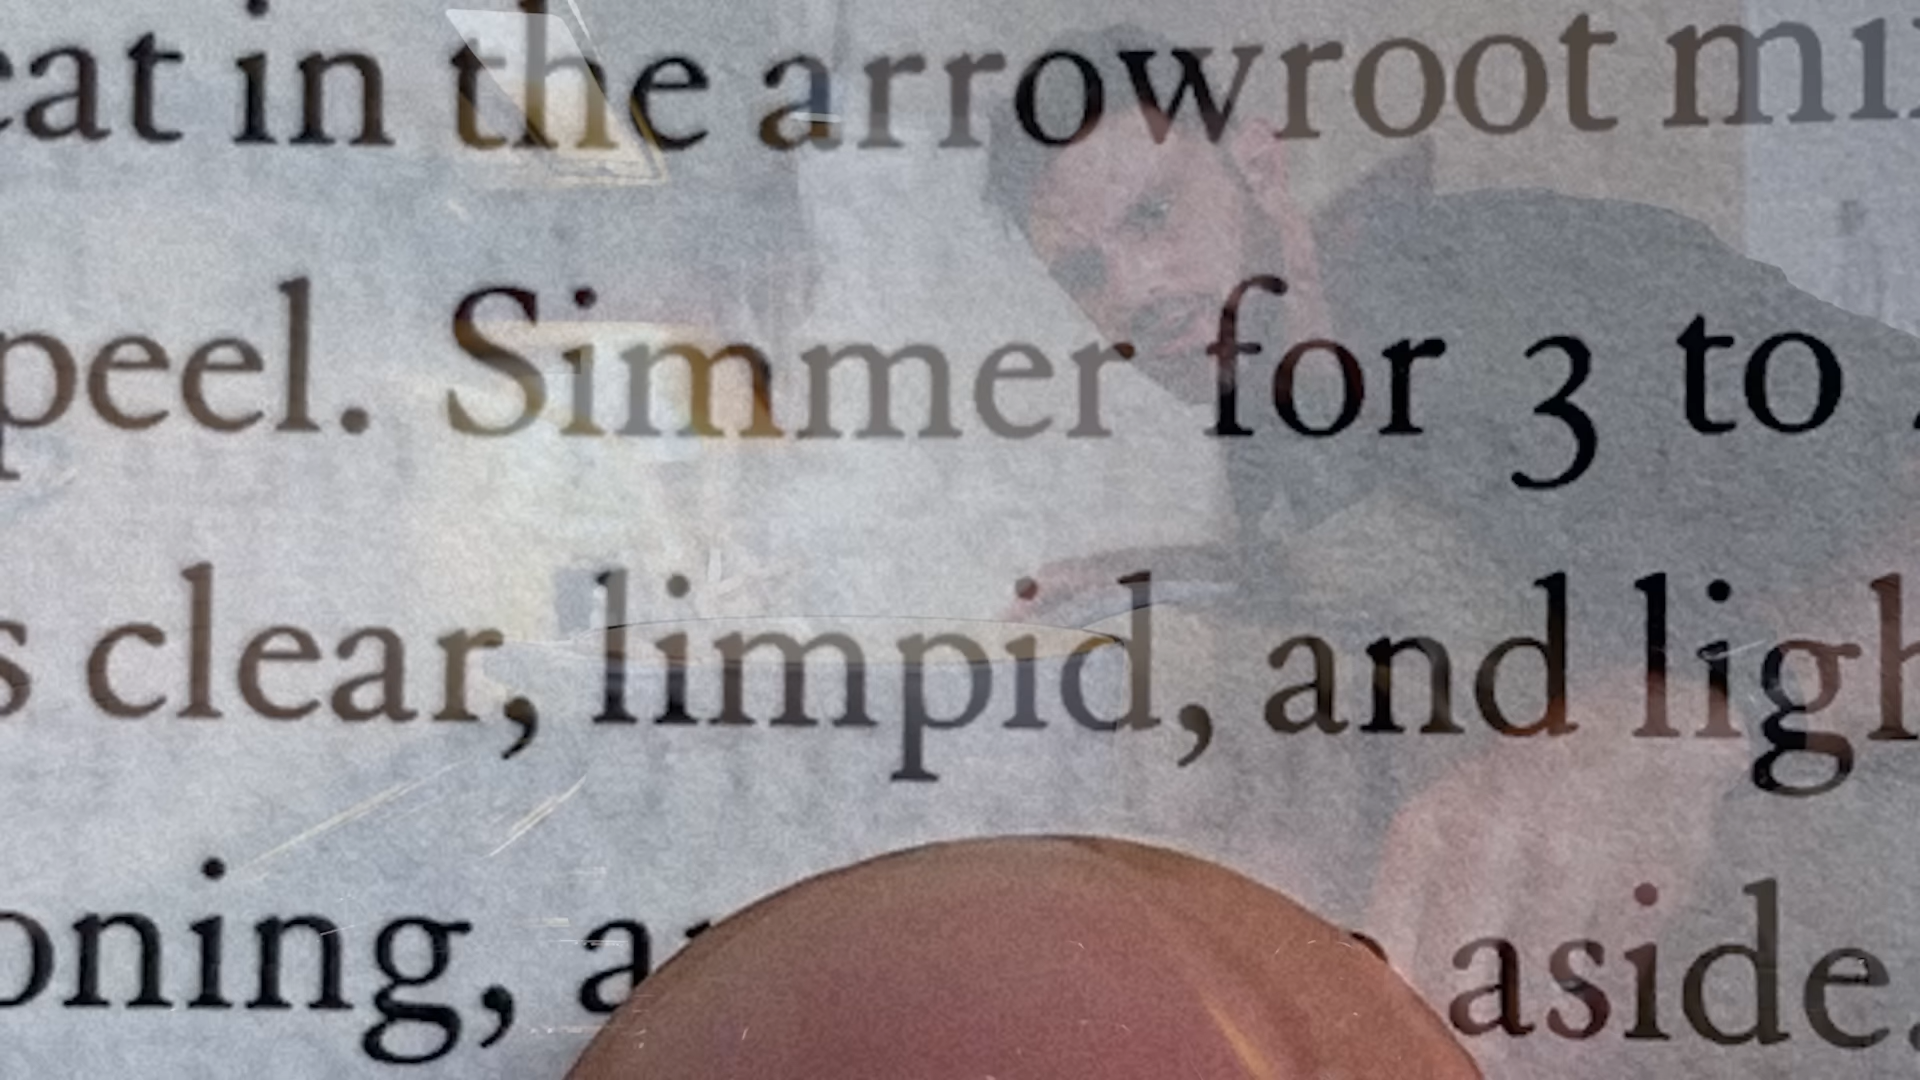 eat in the arrowroot mi
peel. Simmer for 3 to
s clear, limpid, and ligh
oning, a aside.